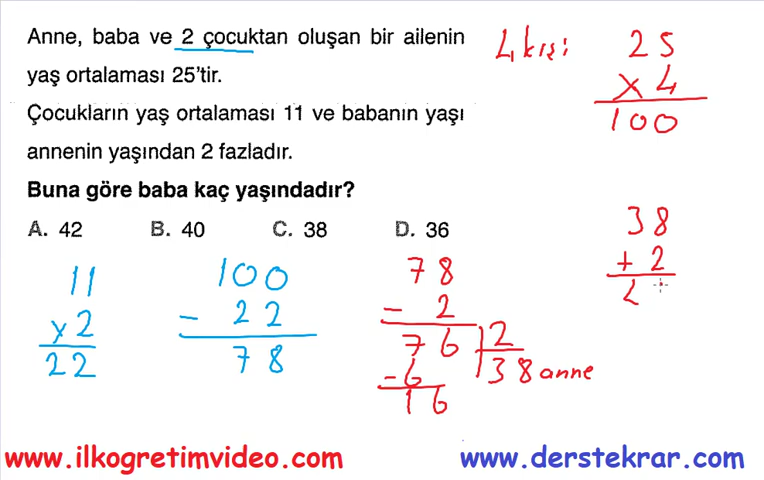 Anne, baba ve 2 çocuktan oluşan bir ailenin
yaş ortalaması 25'tir.
Çocukların yaş ortalaması 11 ve babanın yaşı
annenin yaşından 2 fazladır.
Buna göre baba kaç yaşındadır?
A. 42 B. 40 C. 38 D. 36
4 kişi
25
x 4
100
11
x 2
22
100
- 22
78
78
- 2
76 2
38 anne
- 6
16
38
+ 2
4
www.ilkogretimvideo.com
www.derstekrar.com